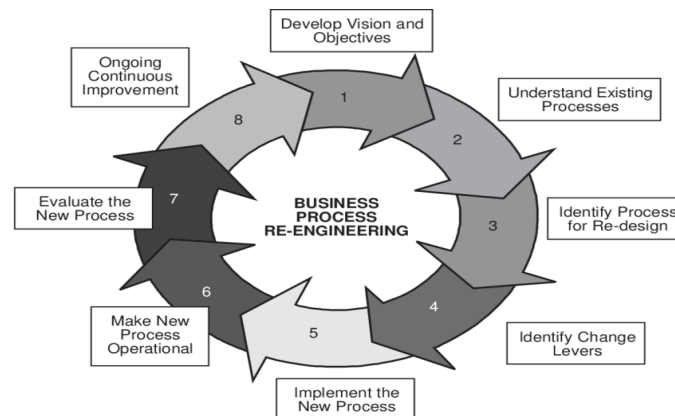 Develop Vision and
Objectives
1
Understand Existing
Processes
2
Identify Process
for Re-design
3
Identify Change
Levers
4
Implement the
New Process
5
Make New
Process
Operational
6
Evaluate the
New Process
7
Ongoing
Continuous
Improvement
8
BUSINESS
PROCESS
RE-ENGINEERING